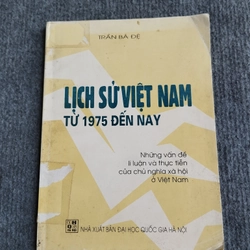 TRẦN BÁ ĐỆ
LỊCH SỬ VIỆT NAM
TỪ 1975 ĐẾN NAY
Những vấn đề
lí luận và thực tiễn
của chủ nghĩa xã hội
ở Việt Nam
NHÀ XUẤT BẢN ĐẠI HỌC QUỐC GIA HÀ NỘI